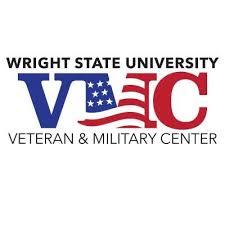 WRIGHT STATE UNIVERSITY
VMC
VETERAN & MILITARY CENTER